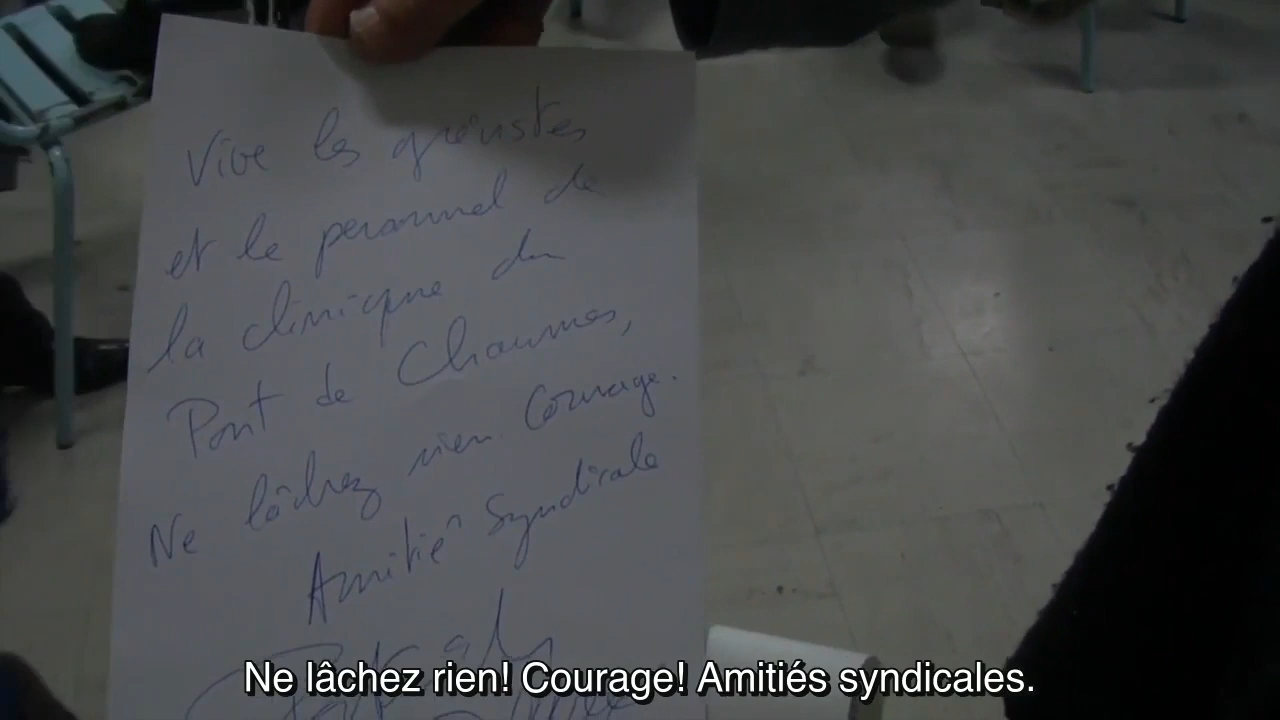 Vive les grévistes
et le personnel de
la clinique du
Pont de Chaumes,
Ne lâchez rien. Courage.
Amitié Syndicale
Ne lâchez rien! Courage! Amitiés syndicales.